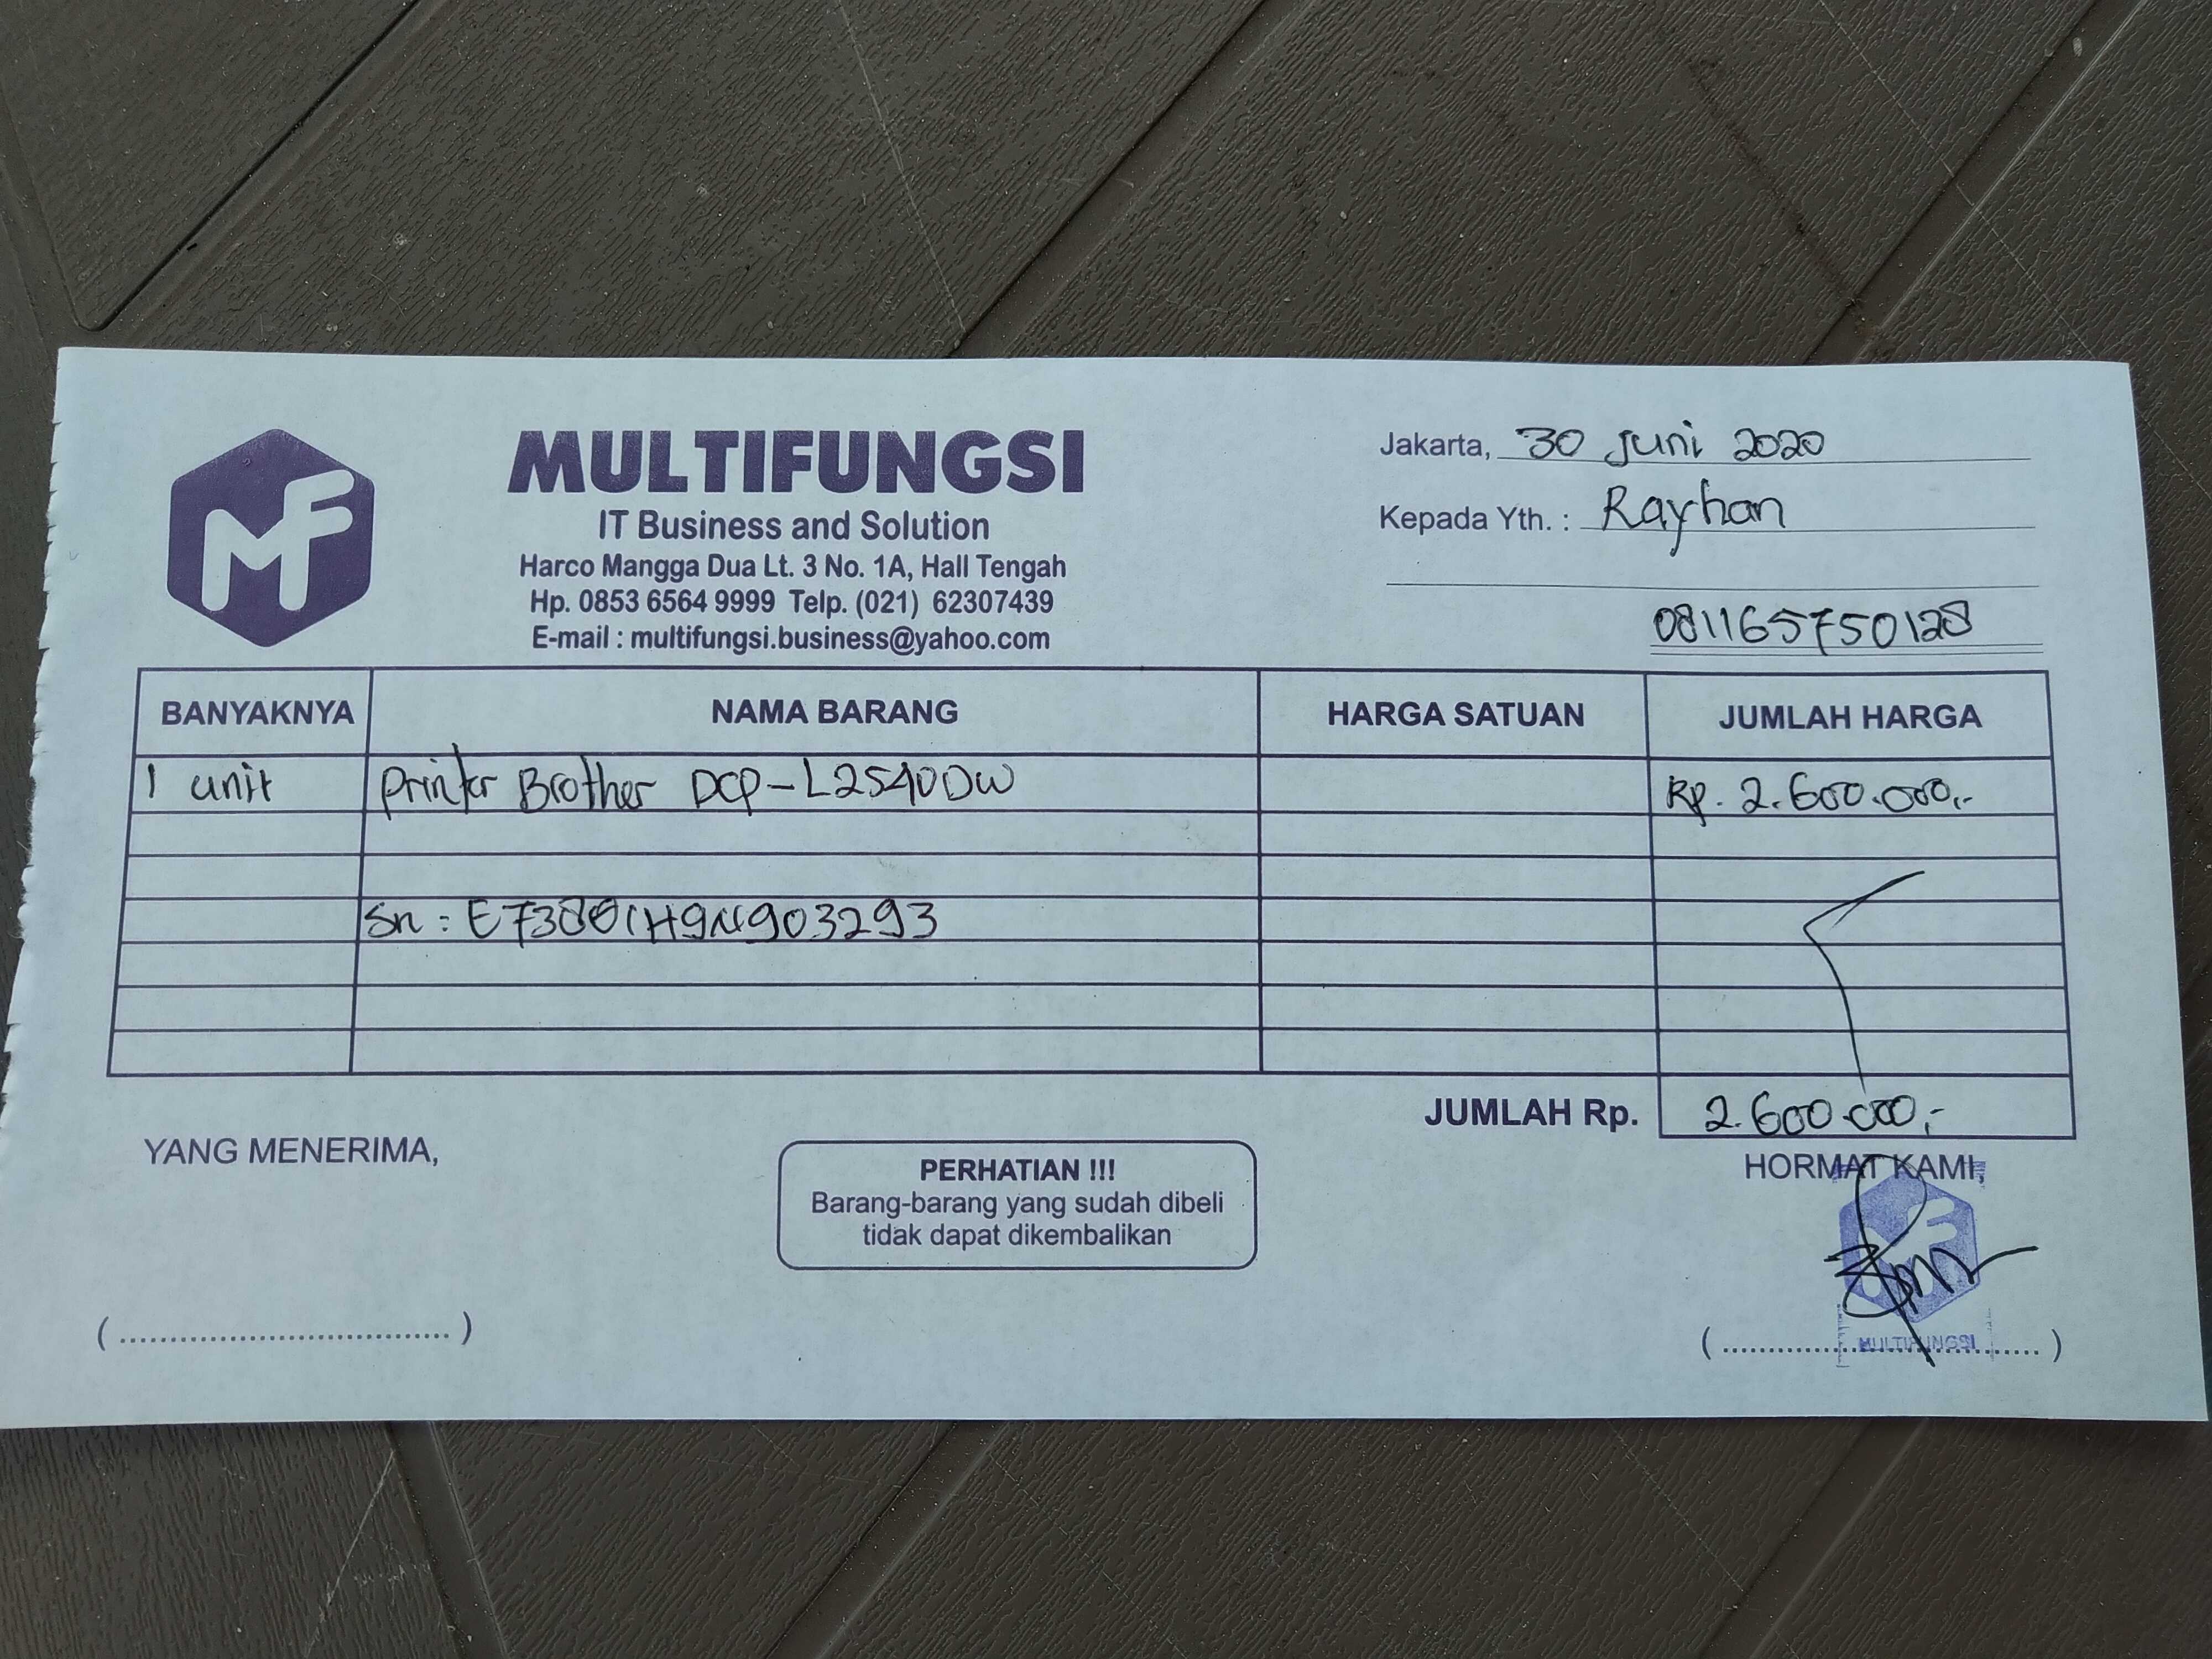 MF
MULTIFUNGSI
IT Business and Solution
Harco Mangga Dua Lt. 3 No. 1A, Hall Tengah
Hp. 0853 6564 9999 Telp. (021) 62307439
E-mail : multifungsi.business@yahoo.com
Jakarta, 30 Juni 2020
Kepada Yth. : Rayhan
081165750128
BANYAKNYA NAMA BARANG HARGA SATUAN JUMLAH HARGA
1 unit Printer Brother DCP-L2540DW Rp. 2.600.000,-
Sn :
JUMLAH Rp. 2.600.000,-
YANG MENERIMA,
PERHATIAN !!!
Barang-barang yang sudah dibeli
tidak dapat dikembalikan
HORMAT KAMI,
MF
MULTIFUNGSI